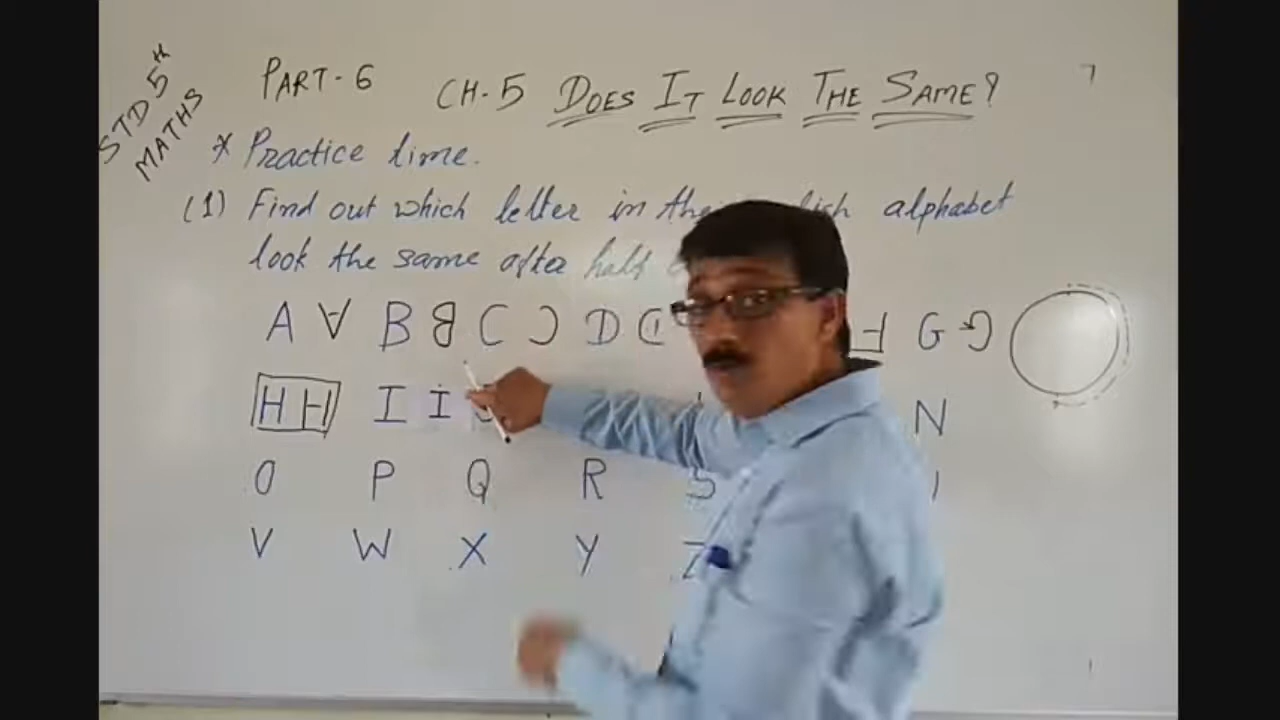 STD 5th
MATHS
PART-6 CH-5 DOES IT LOOK THE SAME?
* Practice time.
(1) Find out which letter in the alphabet
look the same after half
A A B B C C D D F G G
H H I I N
O P Q R S
V W X Y Z